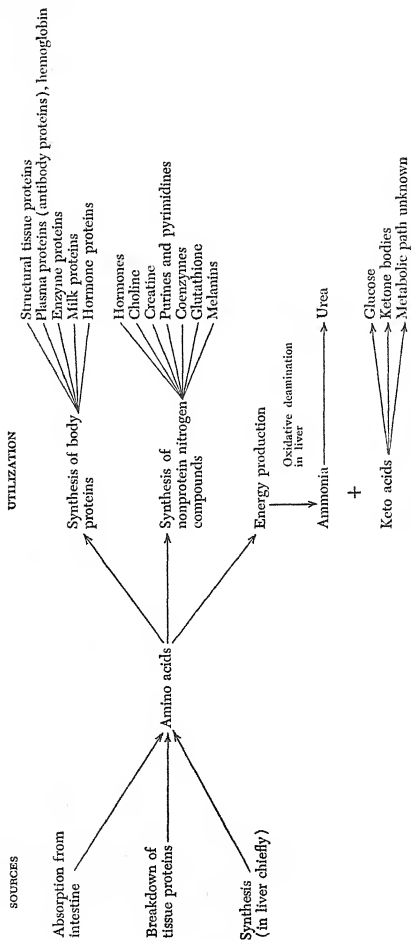 SOURCES
UTILIZATION
Absorption from
intestine
Breakdown of
tissue proteins
Synthesis
(in liver chiefly)
Amino acids
Synthesis of body
proteins
Structural tissue proteins
Plasma proteins (antibody proteins), hemoglobin
Enzyme proteins
Milk proteins
Hormone proteins
Synthesis of
nonprotein nitrogen
compounds
Hormones
Choline
Creatine
Purines and pyrimidines
Coenzymes
Glutathione
Melanins
Energy production
Oxidative deamination
in liver
Ammonia
Urea
+
Keto acids
Glucose
Ketone bodies
Metabolic path unknown